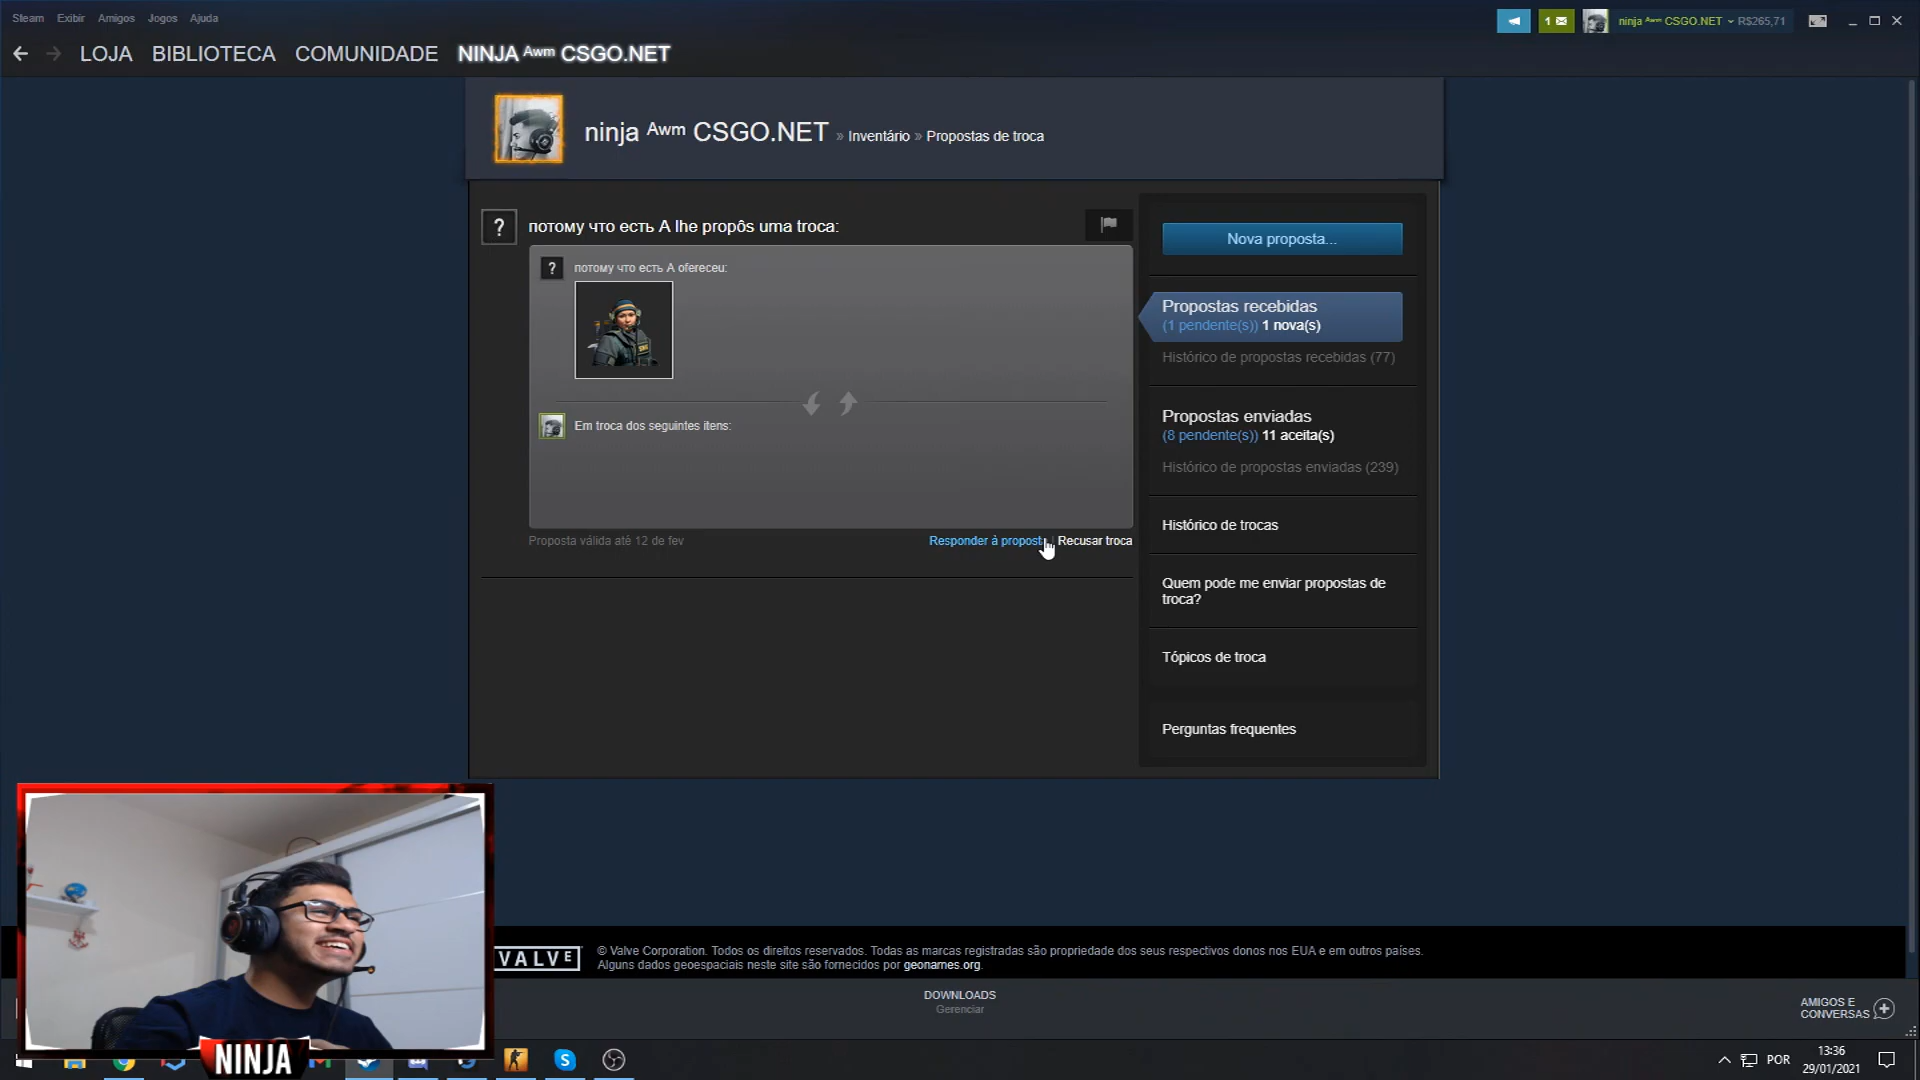 Steam Exibir Amigos Jogos Ajuda
1
ninja ᴬʷᵐ CSGO.NET R$265,71
LOJA BIBLIOTECA COMUNIDADE NINJA ᴬʷᵐ CSGO.NET
ninja ᴬʷᵐ CSGO.NET » Inventário » Propostas de troca
? потому что есть A lhe propôs uma troca:
? потому что есть A ofereceu:
Em troca dos seguintes itens:
Proposta válida até 12 de fev
Responder à propost
Recusar troca
Nova proposta...
Propostas recebidas
(1 pendente(s)) 1 nova(s)
Histórico de propostas recebidas (77)
Propostas enviadas
(8 pendente(s)) 11 aceita(s)
Histórico de propostas enviadas (239)
Histórico de trocas
Quem pode me enviar propostas de
troca?
Tópicos de troca
Perguntas frequentes
VALVE
© Valve Corporation. Todos os direitos reservados. Todas as marcas registradas são propriedade dos seus respectivos donos nos EUA e em outros países.
Alguns dados geoespaciais neste site são fornecidos por geonames.org.
DOWNLOADS
Gerenciar
AMIGOS E
CONVERSAS
NINJA
POR
13:36
29/01/2021